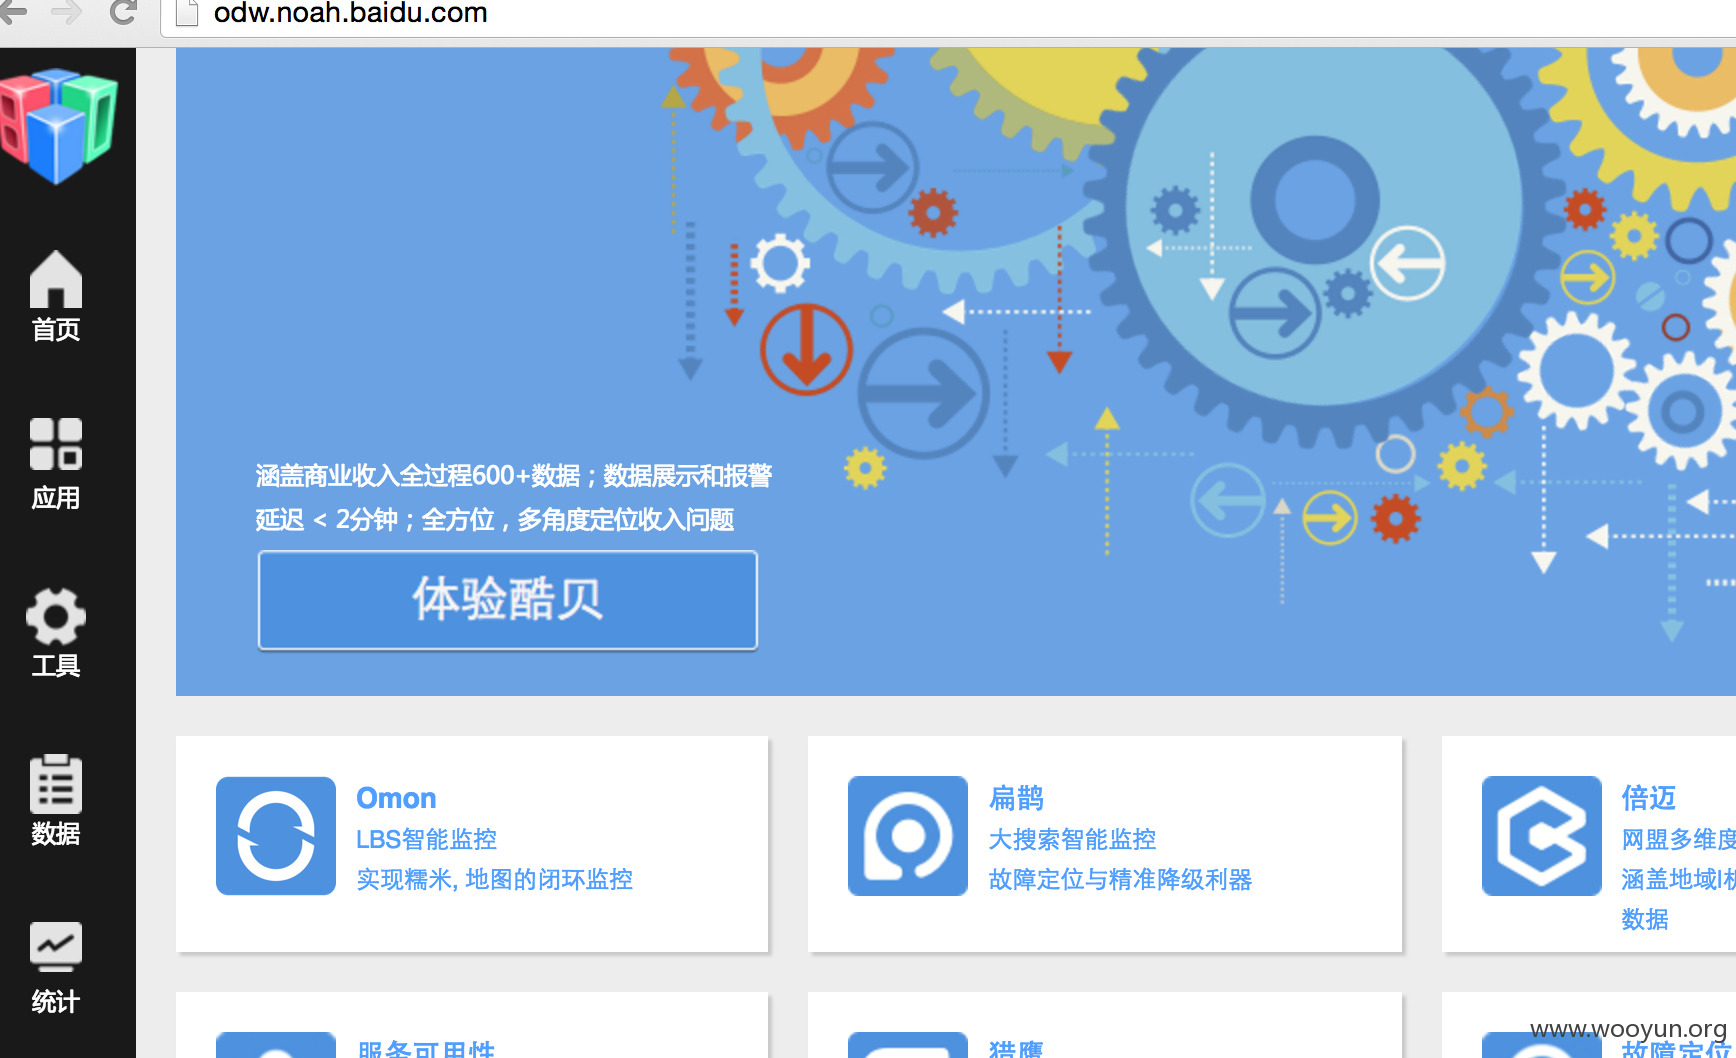 odw.noah.baidu.com
首页
应用
工具
数据
统计
涵盖商业收入全过程600+数据；数据展示和报警
延迟 < 2分钟；全方位，多角度定位收入问题
体验酷贝
Omon
LBS智能监控
实现糯米, 地图的闭环监控
扁鹊
大搜索智能监控
故障定位与精准降级利器
倍迈
网盟多维度
涵盖地域|机
数据
服务可用性
猎鹰
故障定位
www.wooyun.org